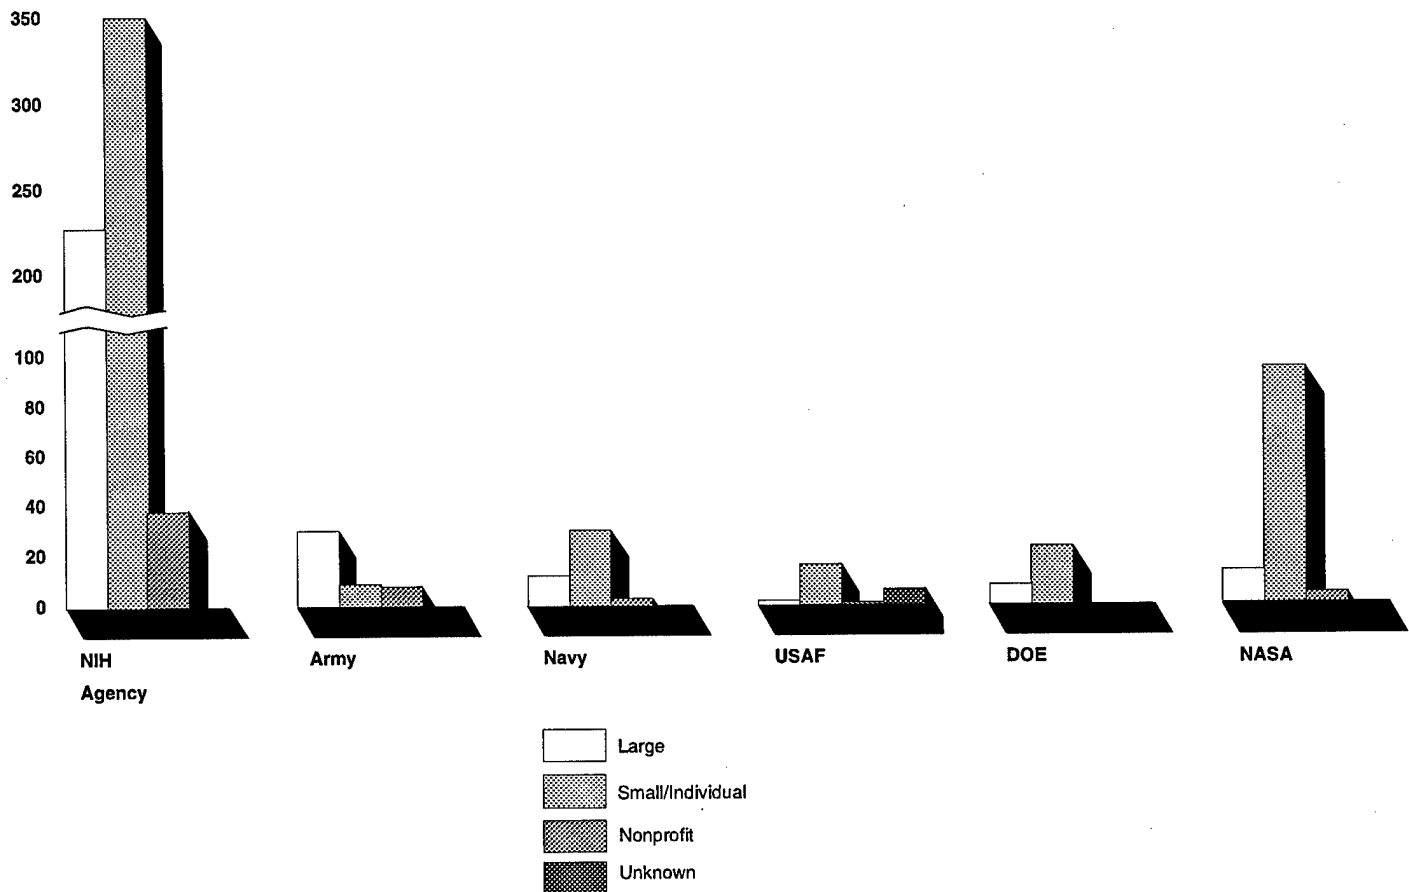 350
300
250
200
100
80
60
40
20
0
NIH
Army
Navy
USAF
DOE
NASA
Agency
Large
Small/Individual
Nonprofit
Unknown